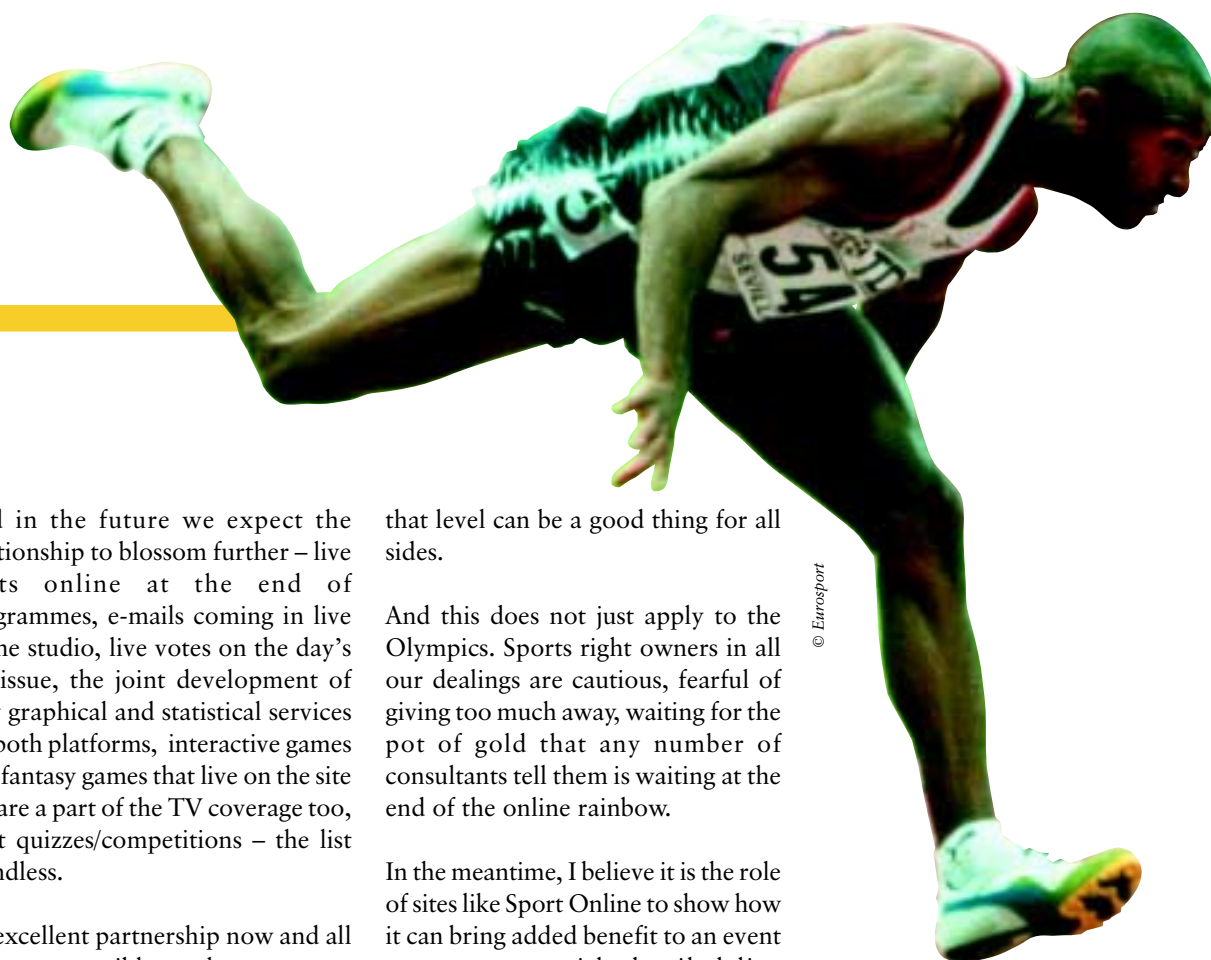 5
54
SEVILL
TD
in the future we expect the
tionship to blossom further – live
ts online at the end of
grammes, e-mails coming in live
he studio, live votes on the day's
issue, the joint development of
graphical and statistical services
both platforms, interactive games
fantasy games that live on the site
are a part of the TV coverage too,
t quizzes/competitions – the list
ndless.
excellent partnership now and all
that level can be a good thing for all
sides.
And this does not just apply to the
Olympics. Sports right owners in all
our dealings are cautious, fearful of
giving too much away, waiting for the
pot of gold that any number of
consultants tell them is waiting at the
end of the online rainbow.
In the meantime, I believe it is the role
of sites like Sport Online to show how
it can bring added benefit to an event
© Eurosport